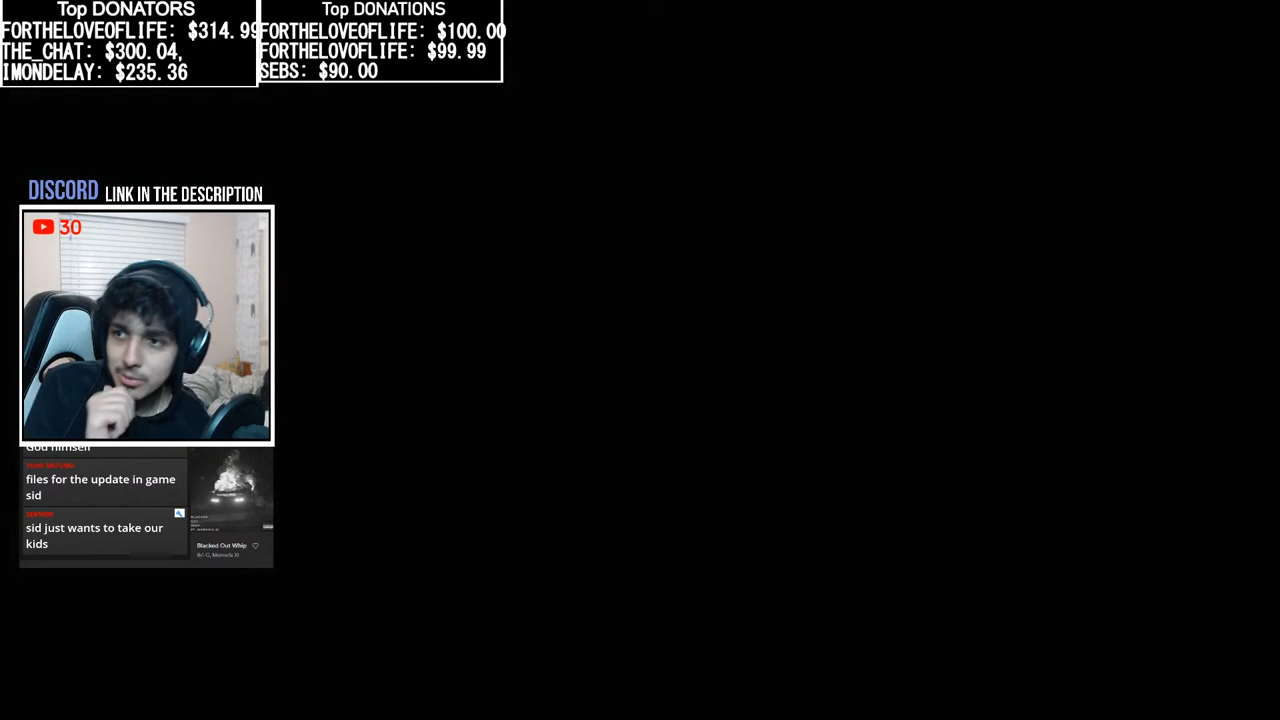 Top DONATORS
FORTHELOVEOFLIFE: $314.99
THE_CHAT: $300.04,
IMONDELAY: $235.36
Top DONATIONS
FORTHELOVEOFLIFE: $100.00
FORTHELOVOFLIFE: $99.99
SEBS: $90.00
DISCORD LINK IN THE DESCRIPTION
30
God himself
files for the update in game
sid
sid just wants to take our
kids
Blacked Out Whip